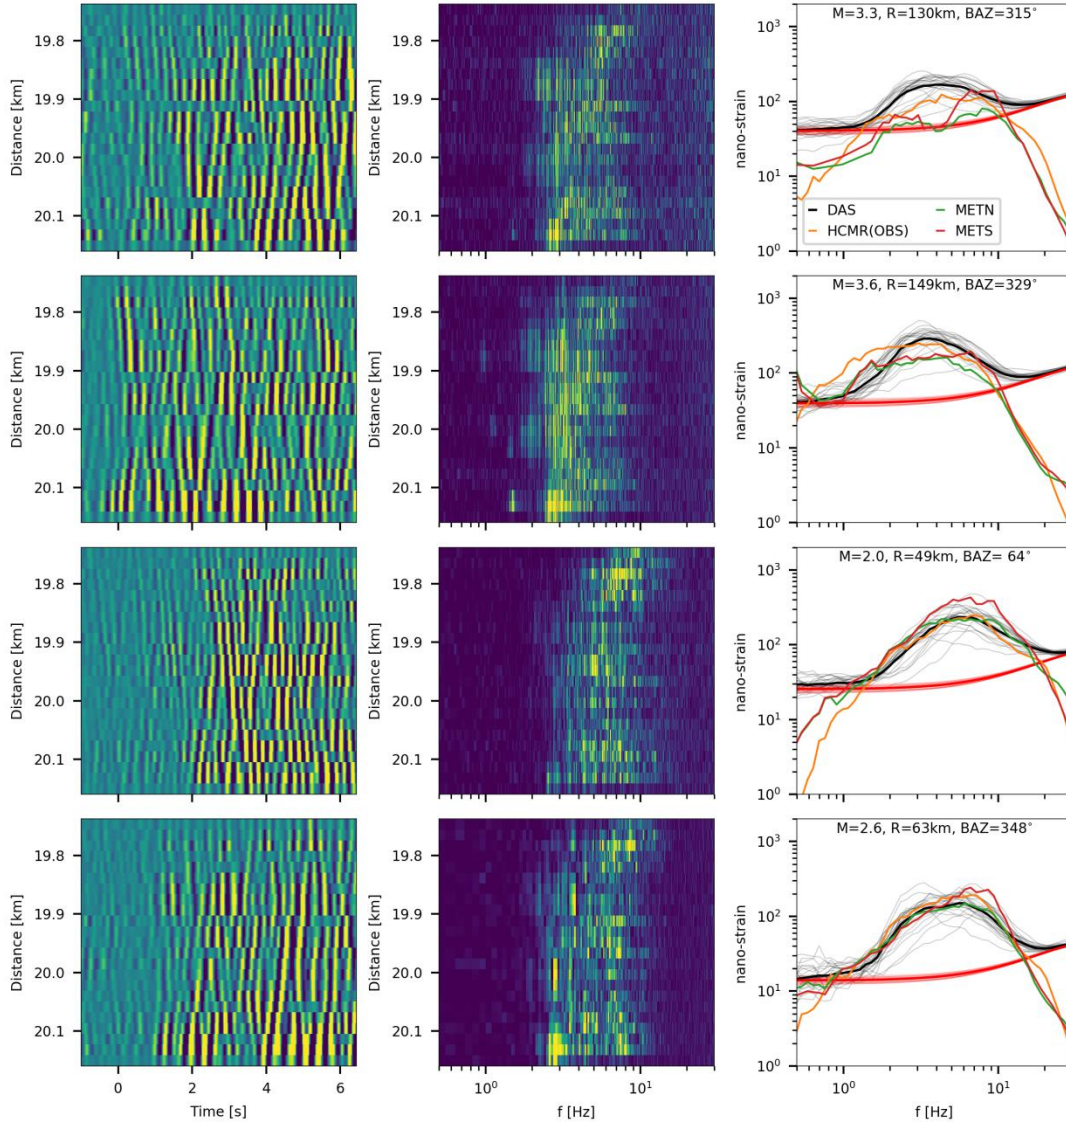 M=3.3, R=130km, BAZ=315°
Distance [km]
19.8
19.9
20.0
20.1
Distance [km]
19.8
19.9
20.0
20.1
nano-strain
10³
10²
10¹
10⁰
DAS
HCMR(OBS)
METN
METS
M=3.6, R=149km, BAZ=329°
Distance [km]
19.8
19.9
20.0
20.1
Distance [km]
19.8
19.9
20.0
20.1
nano-strain
10³
10²
10¹
10⁰
M=2.0, R=49km, BAZ= 64°
Distance [km]
19.8
19.9
20.0
20.1
Distance [km]
19.8
19.9
20.0
20.1
nano-strain
10³
10²
10¹
10⁰
M=2.6, R=63km, BAZ=348°
Distance [km]
19.8
19.9
20.0
20.1
Distance [km]
19.8
19.9
20.0
20.1
nano-strain
10³
10²
10¹
10⁰
0 2 4 6
Time [s]
10⁰ 10¹
f [Hz]
10⁰ 10¹
f [Hz]